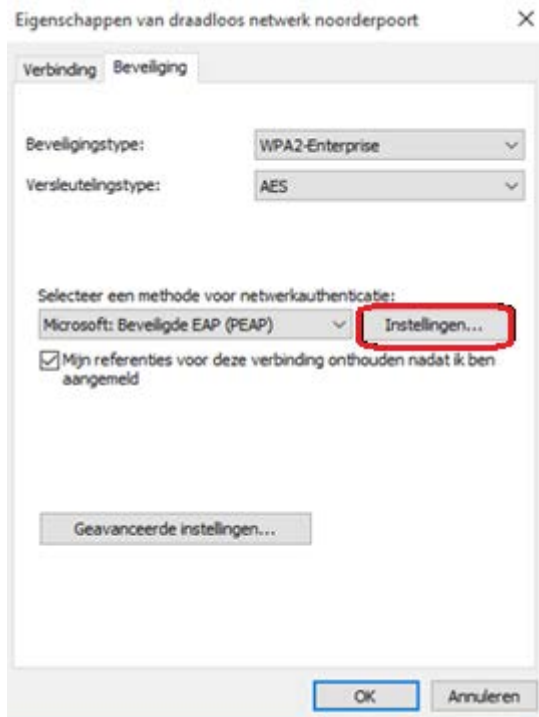 Eigenschappen van draadloos netwerk noorderpoort
Verbinding Beveiliging
Beveiligingstype: WPA2-Enterprise
Versleutelingstype: AES
Selecteer een methode voor netwerkauthenticatie:
Microsoft: Beveiligde EAP (PEAP) Instellingen...
Mijn referenties voor deze verbinding onthouden nadat ik ben
aangemeld
Geavanceerde instellingen...
OK Annuleren